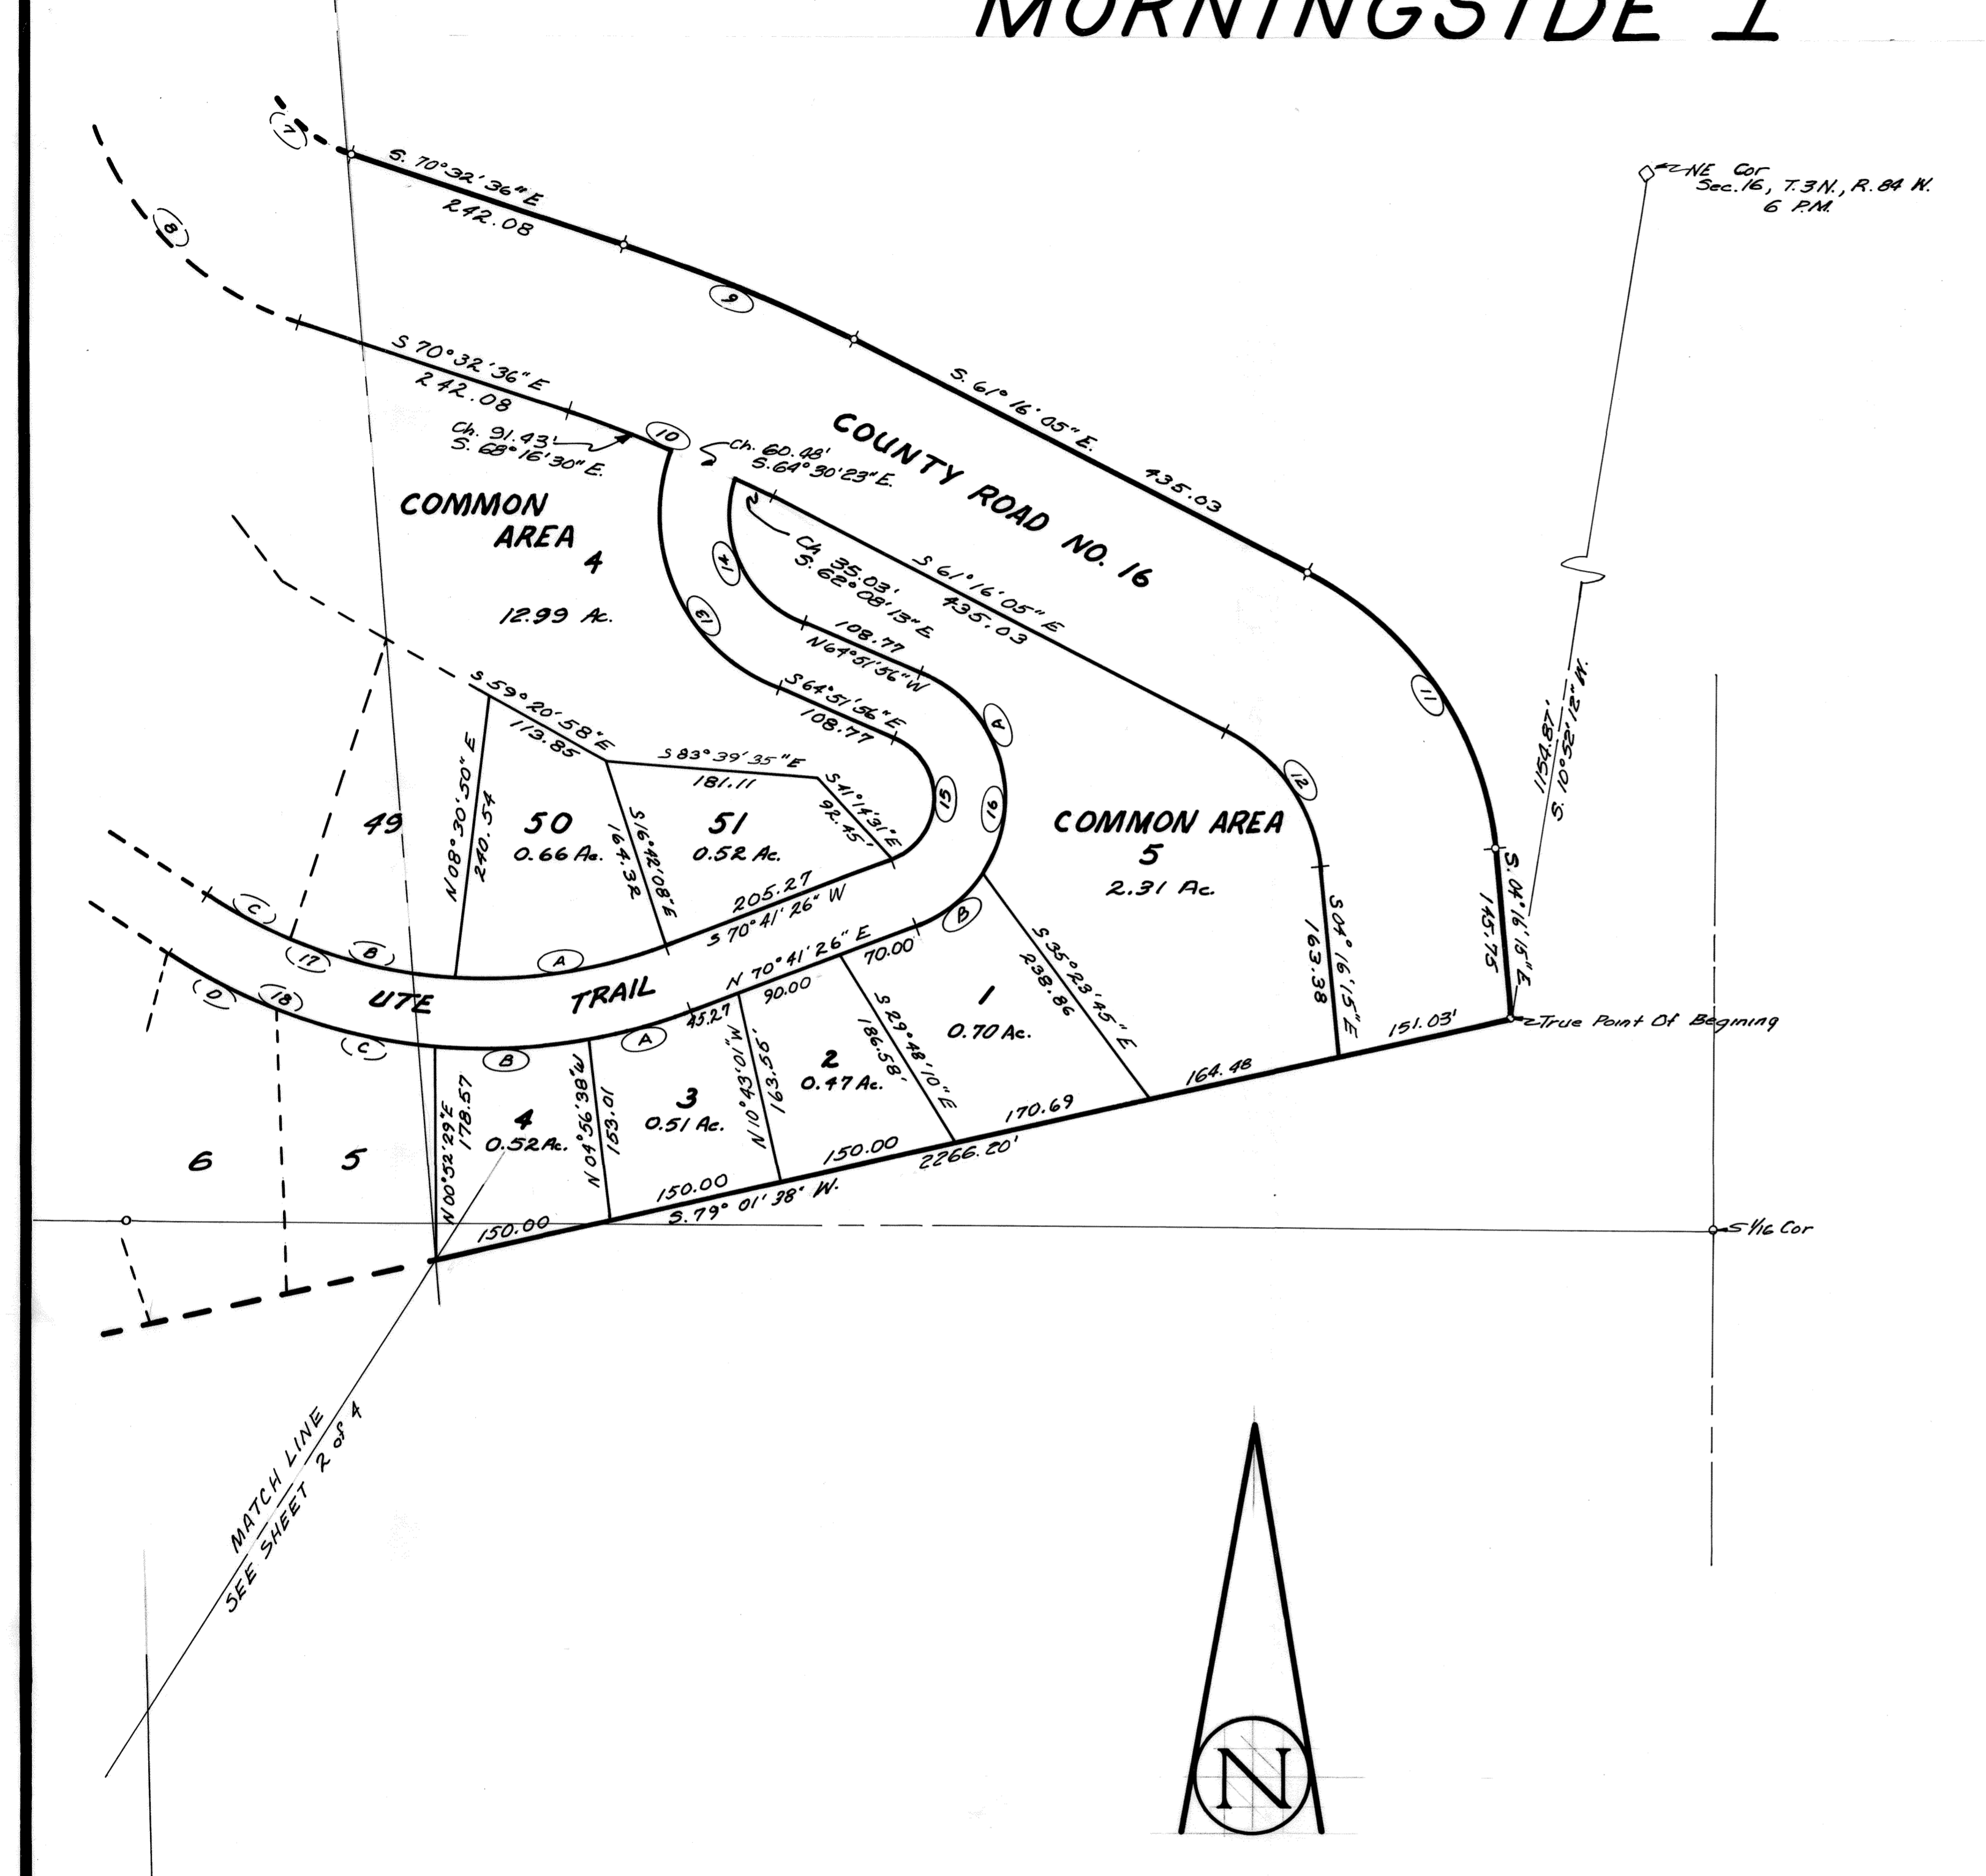 MORNINGSIDE I
7
S. 70°32'36" E
242.08
NE Cor
Sec. 16, T. 3 N., R. 84 W.
6 P.M.
8
9
S 70°32'36" E
242.08
Ch. 91.43'
S. 68°16'30" E.
10
Ch. 60.48'
S. 64°30'23" E.
S. 61°16'05" E. 435.03
COUNTY ROAD NO. 16
COMMON
AREA
4
12.99 Ac.
14
Ch 35.03'
S. 62°08'13" E.
S 61°16'05" E
435.03
13
108.77
N 64°51'56" W
S 64°51'56" E
108.77
A
11
1154.87'
S. 10°52'12" W.
S 59°20'58" E
113.85
S 83°39'35" E
181.11
S 41°14'31" E
92.45'
15
16
12
N 08°30'50" E
240.54
49
50
0.66 Ac.
S 16°42'08" E
164.32
51
0.52 Ac.
COMMON AREA
5
2.31 Ac.
205.27
S 70°41'26" W
C
17
B
A
B
S. 04°16'15" E
145.75
S 04°16'15" E
163.38
D
18
UTE TRAIL
N 70°41'26" E
45.27
90.00
70.00
S 35°23'45" E
238.86
1
0.70 Ac.
151.03'
True Point Of Begining
C
B
A
N 10°43'01" W
163.55'
2
0.47 Ac.
S 29°48'10" E
186.58'
164.48
N 00°52'29" E
178.57
4
0.52 Ac.
N 04°56'38" W
153.01
3
0.51 Ac.
170.69
6
5
150.00
150.00
150.00
S. 79° 01' 38" W.
2266.20'
S 1/16 Cor
MATCH LINE
SEE SHEET 2 of 4
N